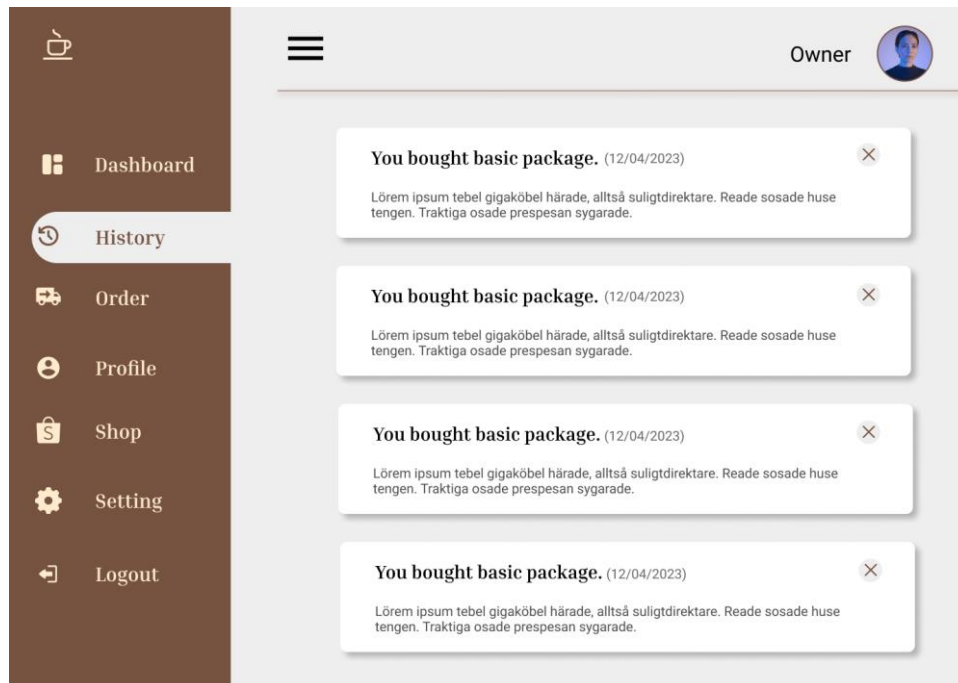 Owner
Dashboard
History
Order
Profile
Shop
Setting
Logout
You bought basic package. (12/04/2023)
Lörem ipsum tebel gigaköbel härade, alltså suligtdirektare. Reade sosade huse
tengen. Traktiga osade prespesan sygarade.
You bought basic package. (12/04/2023)
Lörem ipsum tebel gigaköbel härade, alltså suligtdirektare. Reade sosade huse
tengen. Traktiga osade prespesan sygarade.
You bought basic package. (12/04/2023)
Lörem ipsum tebel gigaköbel härade, alltså suligtdirektare. Reade sosade huse
tengen. Traktiga osade prespesan sygarade.
You bought basic package. (12/04/2023)
Lörem ipsum tebel gigaköbel härade, alltså suligtdirektare. Reade sosade huse
tengen. Traktiga osade prespesan sygarade.